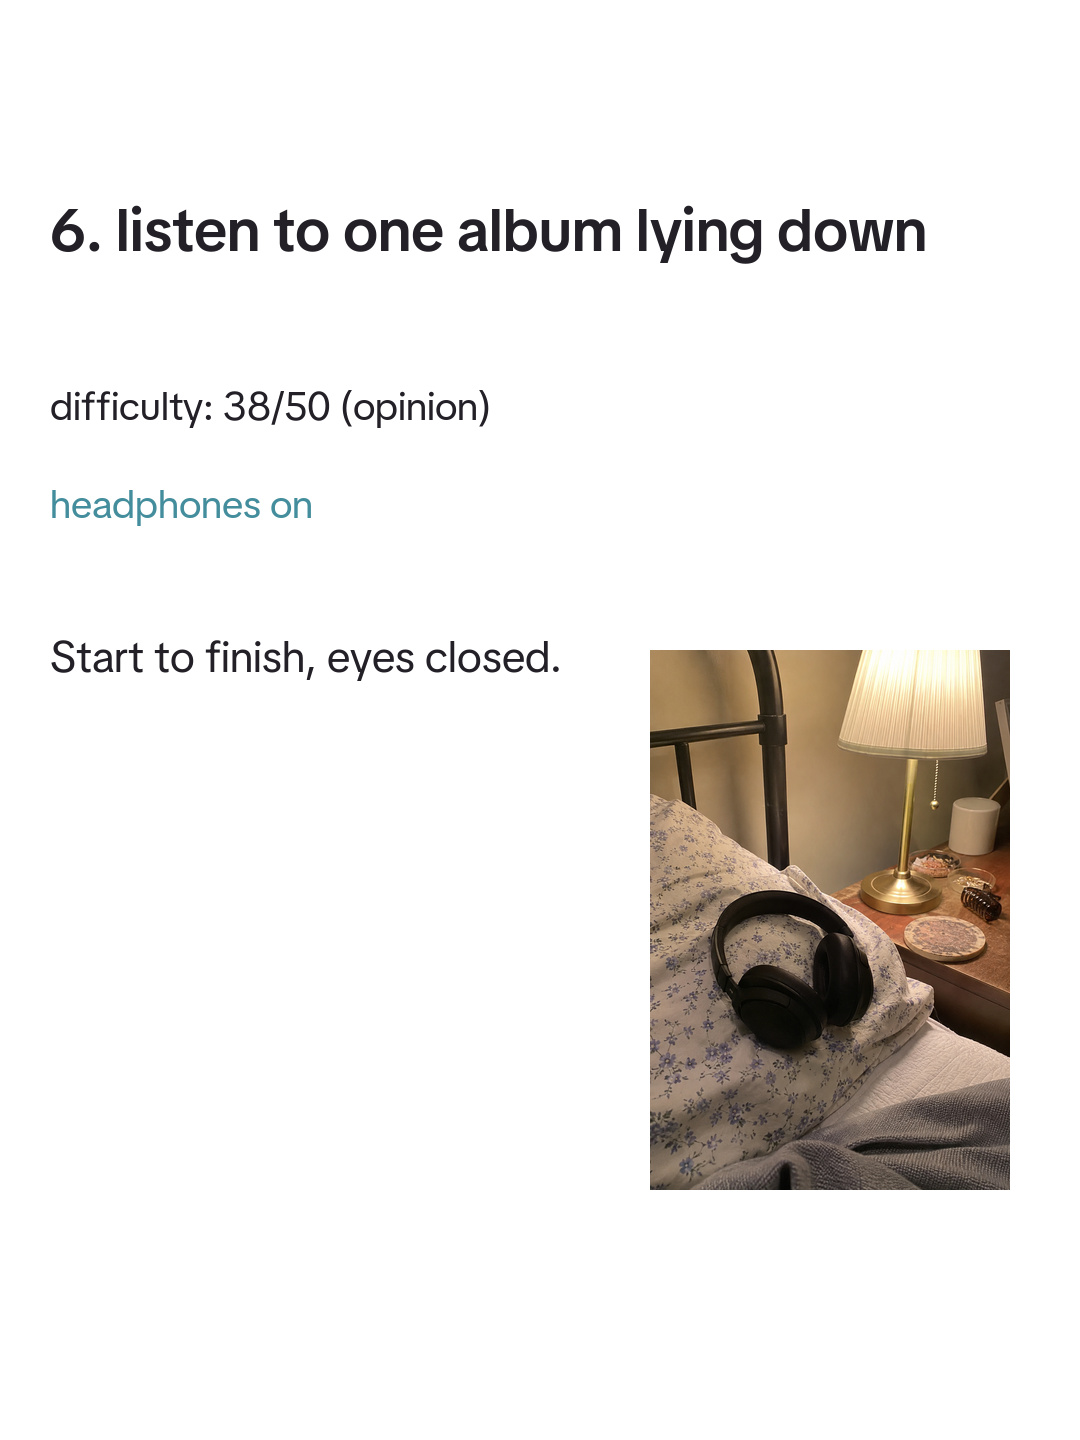 6. listen to one album lying down
difficulty: 38/50 (opinion)
headphones on
Start to finish, eyes closed.